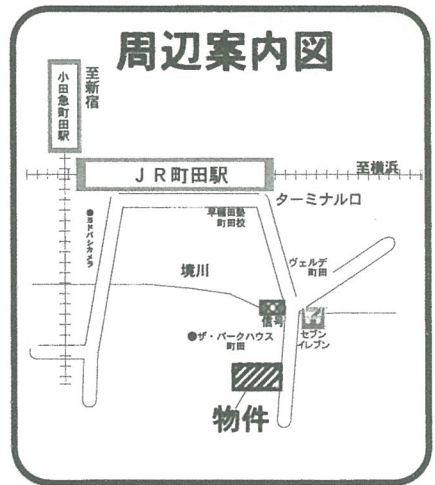 周辺案内図
小田急町田駅
至新宿
JR町田駅
至横浜
ターミナル口
早稲田塾
町田校
●ヨドバシカメラ
境川
ヴェルデ
町田
信号
セブン
イレブン
●ザ・パークハウス
町田
物件